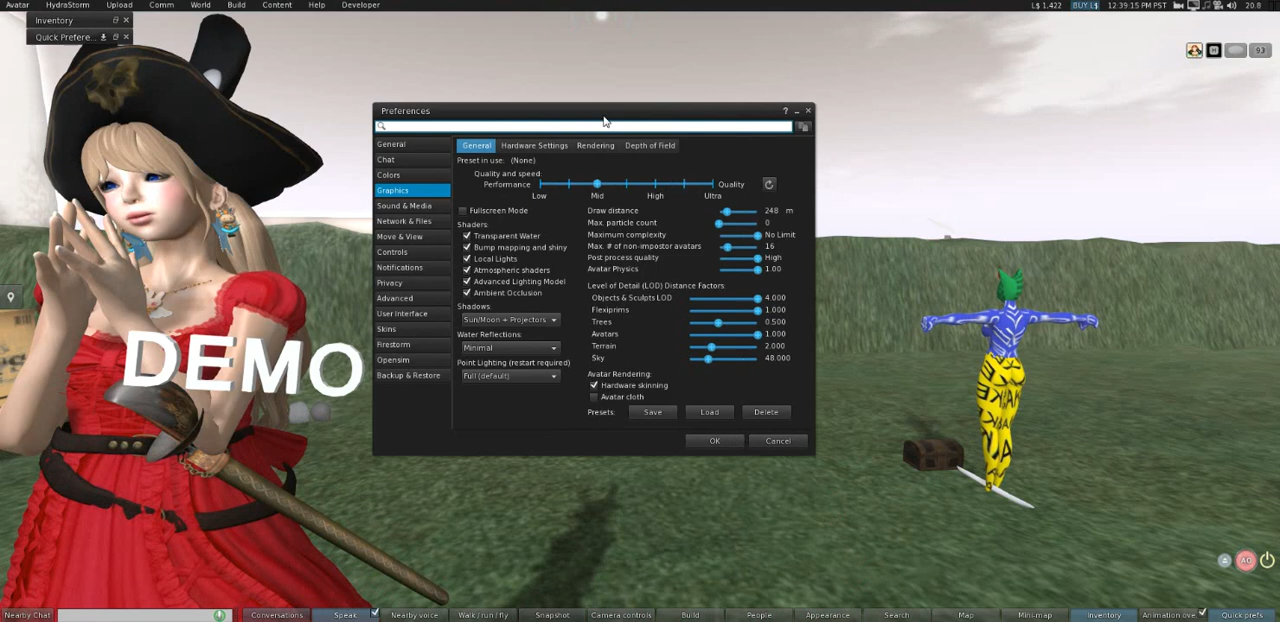 Avatar HydraStorm Upload Comm World Build Content Help Developer L$ 1,422 BUY L$ 12:39:15 PM PST 20.8
Inventory
Quick Prefere...
93
Preferences
General
Chat
Colors
Graphics
Sound & Media
Network & Files
Move & View
Controls
Notifications
Privacy
Advanced
User Interface
Skins
Firestorm
Opensim
Backup & Restore
General Hardware Settings Rendering Depth of Field
Preset in use: (None)
Quality and speed:
Performance Quality
Low Mid High Ultra
Fullscreen Mode
Shaders:
Transparent Water
Bump mapping and shiny
Local Lights
Atmospheric shaders
Advanced Lighting Model
Ambient Occlusion
Shadows:
Sun/Moon + Projectors
Water Reflections:
Minimal
Point Lighting (restart required)
Full (default)
Draw distance 248 m
Max. particle count 0
Maximum complexity No Limit
Max. # of non-impostor avatars 16
Post process quality High
Avatar Physics 1.00
Level of Detail (LOD) Distance Factors:
Objects & Sculpts LOD 4.000
Flexiprims 1.000
Trees 0.500
Avatars 1.000
Terrain 2.000
Sky 48.000
Avatar Rendering:
Hardware skinning
Avatar cloth
Presets: Save Load Delete
OK Cancel
DEMO
AO
Nearby Chat Conversations Speak Nearby voice Walk / run / fly Snapshot Camera controls Build People Appearance Search Map Mini-map Inventory Animation ove. Quick prefs